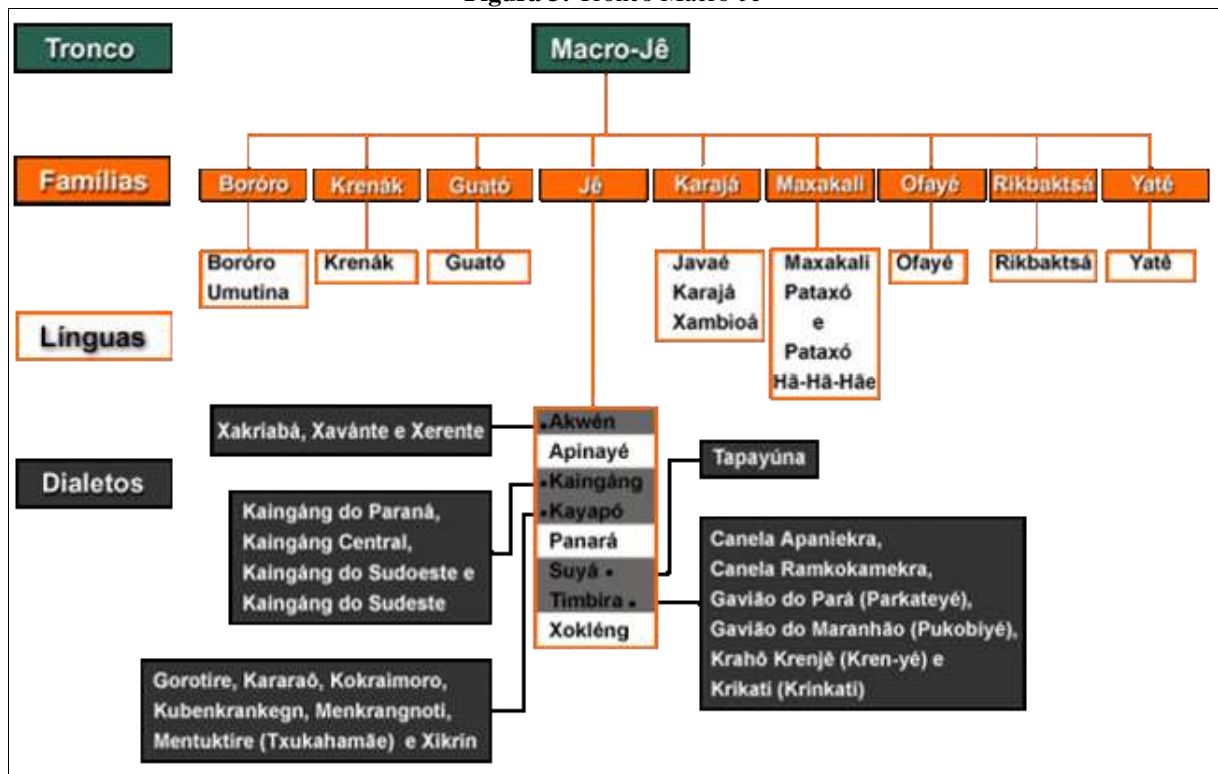 Tronco
Macro-Jê
Famílias
Boróro
Krenák
Guató
Jê
Karajá
Maxakali
Ofayé
Rikbaktsá
Yatê
Línguas
Boróro
Umutina
Krenák
Guató
Javaé
Karajá
Xambioá
Maxakali
Pataxó
e
Pataxó
Hã-Hã-Hãe
Ofayé
Rikbaktsá
Yatê
Dialetos
Xakriabá, Xavánte e Xerente
Akwén
Apinayé
Kaingáng
Kayapó
Panará
Suyá
Timbira
Xokléng
Tapayúna
Kaingáng do Paraná,
Kaingáng Central,
Kaingáng do Sudoeste e
Kaingáng do Sudeste
Canela Apaniekra,
Canela Ramkokamekra,
Gavião do Pará (Parkateyé),
Gavião do Maranhão (Pukobiyé),
Krahô Krenjê (Kren-yé) e
Krikati (Krinkati)
Gorotire, Kararaô, Kokraimoro,
Kubenkrankegn, Menkrangnoti,
Mentuktire (Txukahamãe) e Xikrin